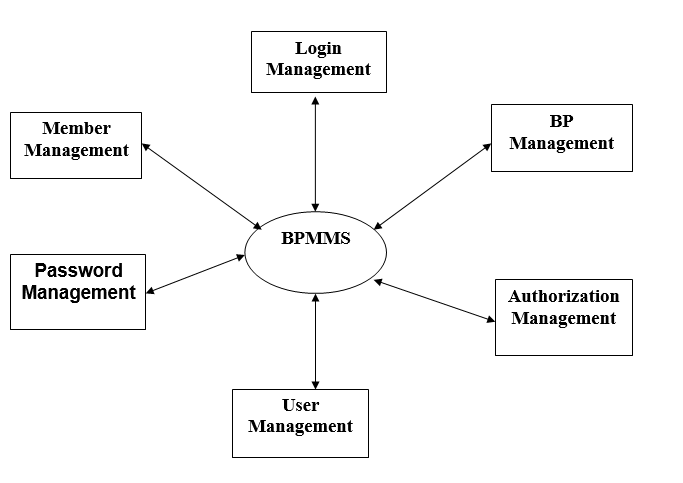 Login
Management
Member
Management
BP
Management
BPMMS
Password
Management
Authorization
Management
User
Management